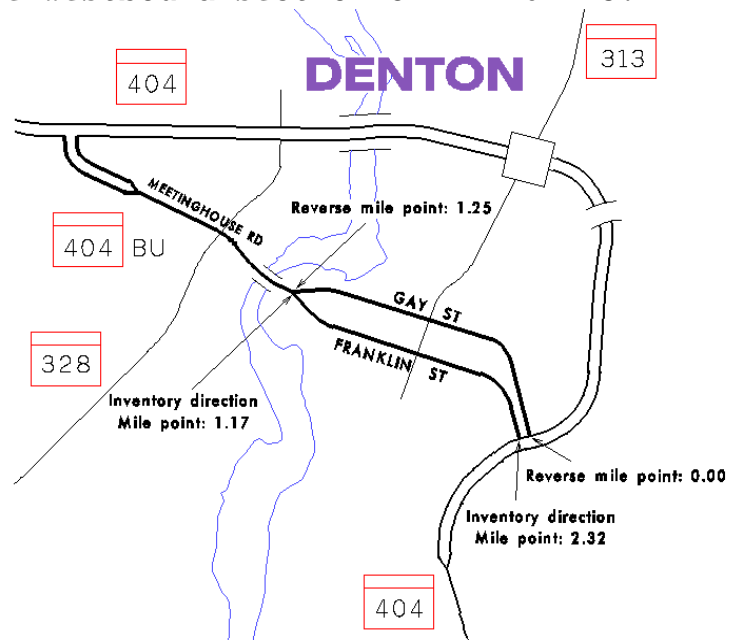 DENTON
313
404
MEETINGHOUSE RD
Reverse mile point: 1.25
404 BU
GAY ST
FRANKLIN ST
328
Inventory direction
Mile point: 1.17
Reverse mile point: 0.00
Inventory direction
Mile point: 2.32
404